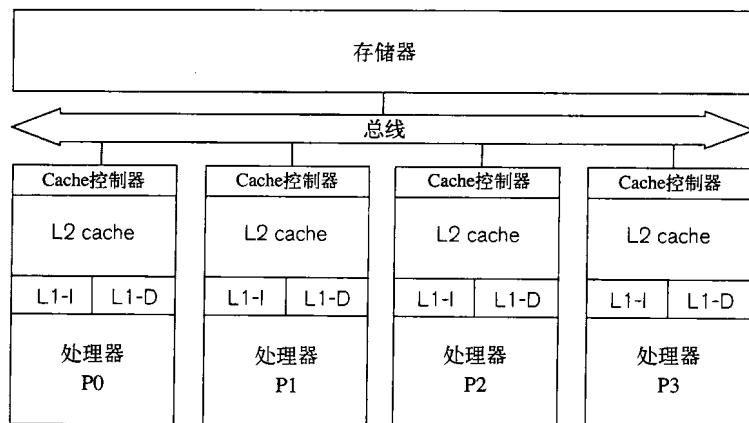 存储器
总线
Cache控制器 Cache控制器 Cache控制器 Cache控制器
L2 cache L2 cache L2 cache L2 cache
L1-I L1-D L1-I L1-D L1-I L1-D L1-I L1-D
处理器 处理器 处理器 处理器
P0 P1 P2 P3